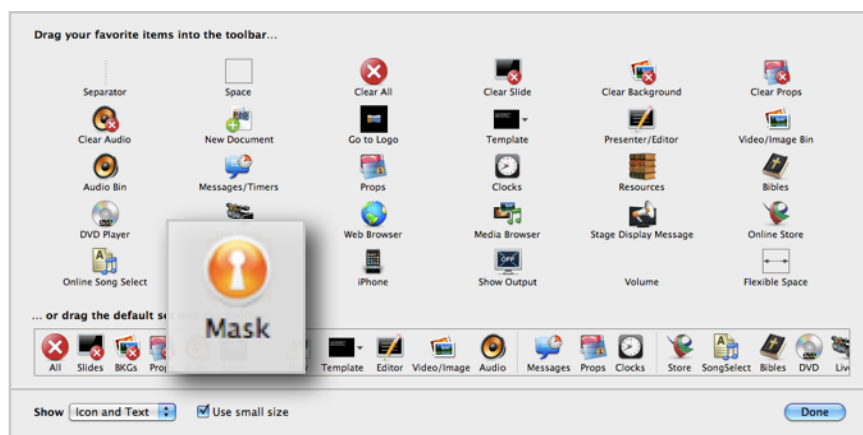 Drag your favorite items into the toolbar...
Separator Space Clear All Clear Slide Clear Background Clear Props
Clear Audio New Document Go to Logo Template Presenter/Editor Video/Image Bin
Audio Bin Messages/Timers Props Clocks Resources Bibles
DVD Player Web Browser Media Browser Stage Display Message Online Store
Online Song Select iPhone Show Output Volume Flexible Space
Mask
... or drag the default set
All Slides BKGs Template Editor Video/Image Audio Messages Props Clocks Store SongSelect Bibles DVD
Show Icon and Text Use small size Done